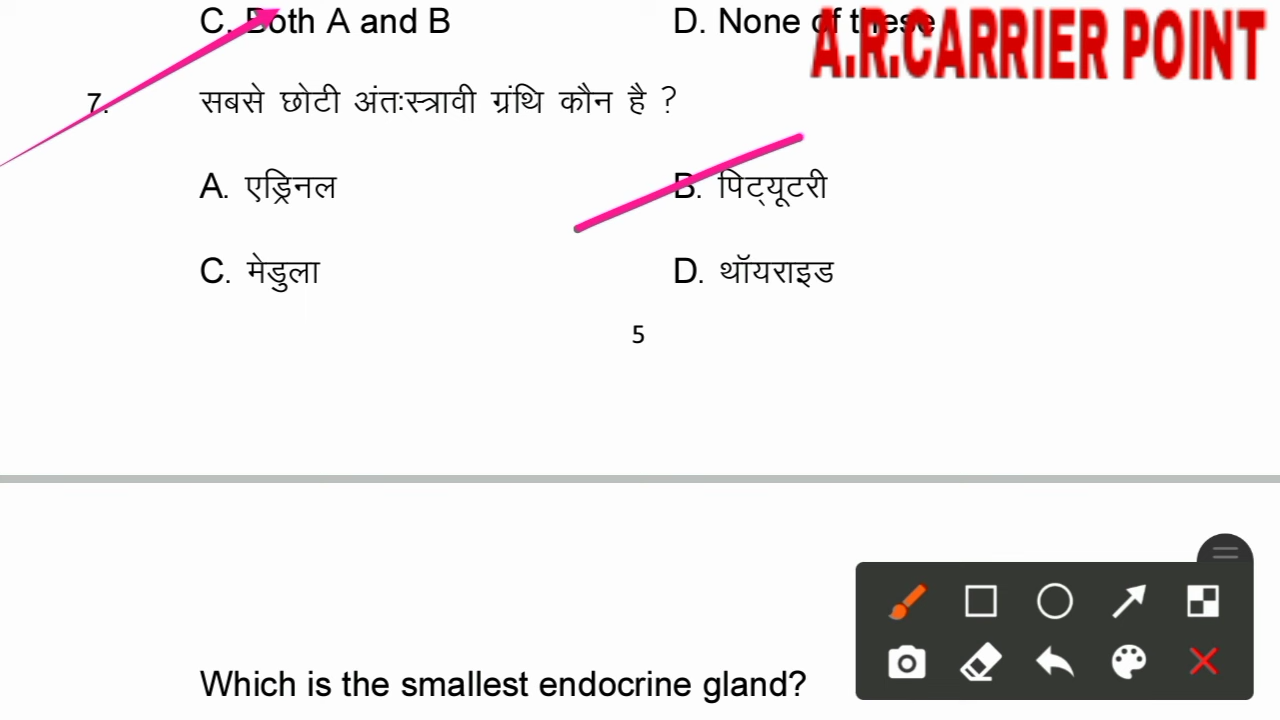 C. Both A and B D. None of these
A.R.CARRIER POINT
7. सबसे छोटी अंतःस्त्रावी ग्रंथि कौन है ?
A. एड्रिनल B. पिट्यूटरी
C. मेडुला D. थॉयराइड
5
Which is the smallest endocrine gland?